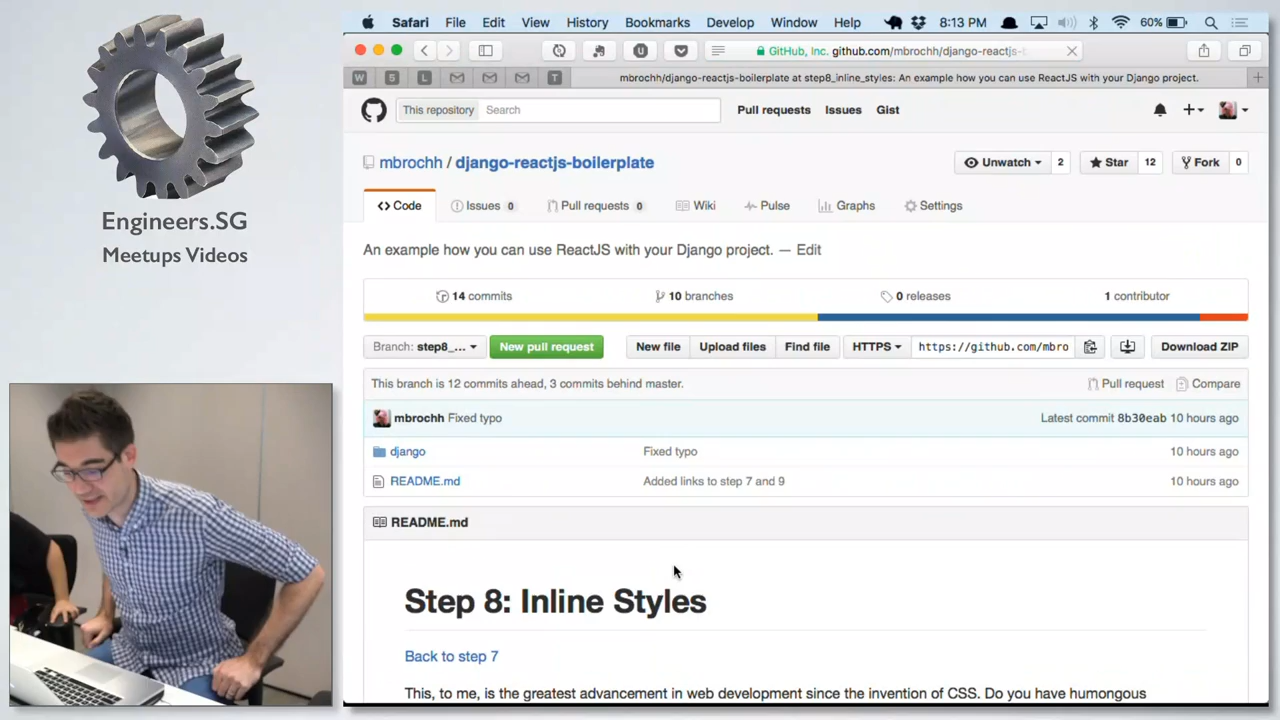 Engineers.SG
Meetups Videos
Safari File Edit View History Bookmarks Develop Window Help 8:13 PM 60%
GitHub, Inc. github.com/mbrochh/django-reactjs-
W 5 L T mbrochh/django-reactjs-boilerplate at step8_inline_styles: An example how you can use ReactJS with your Django project. +
This repository Search Pull requests Issues Gist
mbrochh / django-reactjs-boilerplate Unwatch 2 Star 12 Fork 0
Code Issues 0 Pull requests 0 Wiki Pulse Graphs Settings
An example how you can use ReactJS with your Django project. — Edit
14 commits 10 branches 0 releases 1 contributor
Branch: step8_... New pull request New file Upload files Find file HTTPS https://github.com/mbro Download ZIP
This branch is 12 commits ahead, 3 commits behind master. Pull request Compare
mbrochh Fixed typo Latest commit 8b30eab 10 hours ago
django Fixed typo 10 hours ago
README.md Added links to step 7 and 9 10 hours ago
README.md
Step 8: Inline Styles
Back to step 7
This, to me, is the greatest advancement in web development since the invention of CSS. Do you have humongous